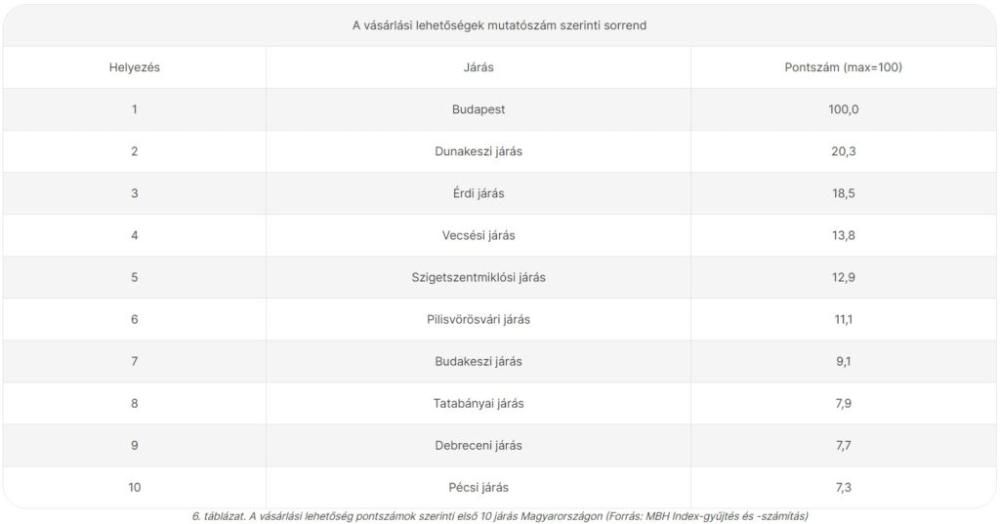 A vásárlási lehetőségek mutatószám szerinti sorrend
Helyezés Járás Pontszám (max=100)
1 Budapest 100,0
2 Dunakeszi járás 20,3
3 Érdi járás 18,5
4 Vecsési járás 13,8
5 Szigetszentmiklósi járás 12,9
6 Pilisvörösvári járás 11,1
7 Budakeszi járás 9,1
8 Tatabányai járás 7,9
9 Debreceni járás 7,7
10 Pécsi járás 7,3
6. táblázat. A vásárlási lehetőség pontszámok szerinti első 10 járás Magyarországon (Forrás: MBH Index-gyűjtés és -számítás)